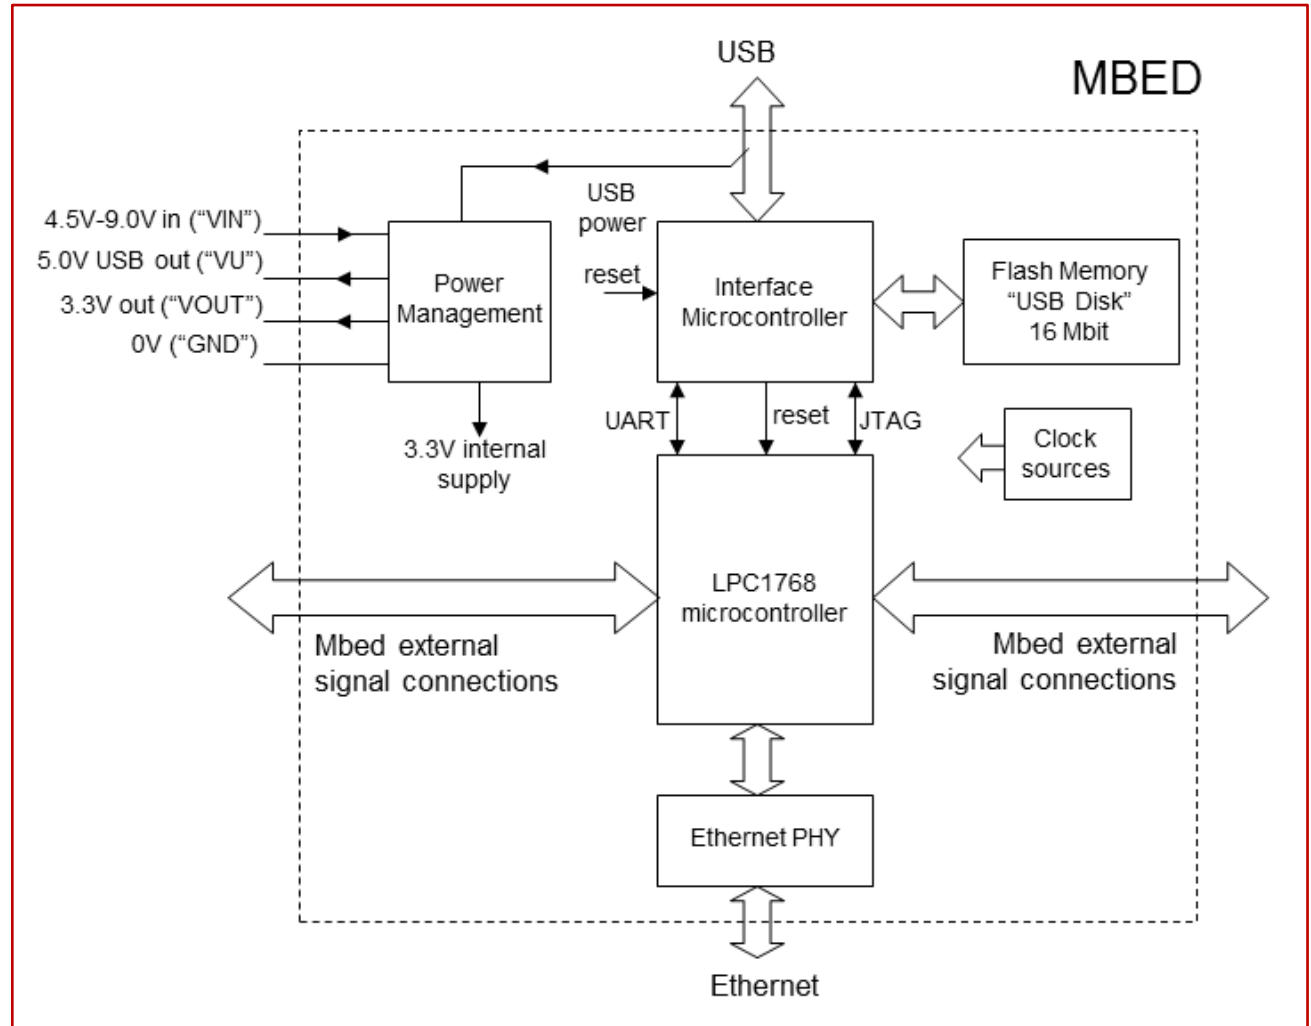 USB
MBED
USB
power
4.5V-9.0V in (“VIN”)
5.0V USB out (“VU”)
3.3V out (“VOUT”)
0V (“GND”)
Power
Management
reset
Interface
Microcontroller
Flash Memory
“USB Disk”
16 Mbit
UART
reset
JTAG
3.3V internal
supply
Clock
sources
LPC1768
microcontroller
Mbed external
signal connections
Mbed external
signal connections
Ethernet PHY
Ethernet